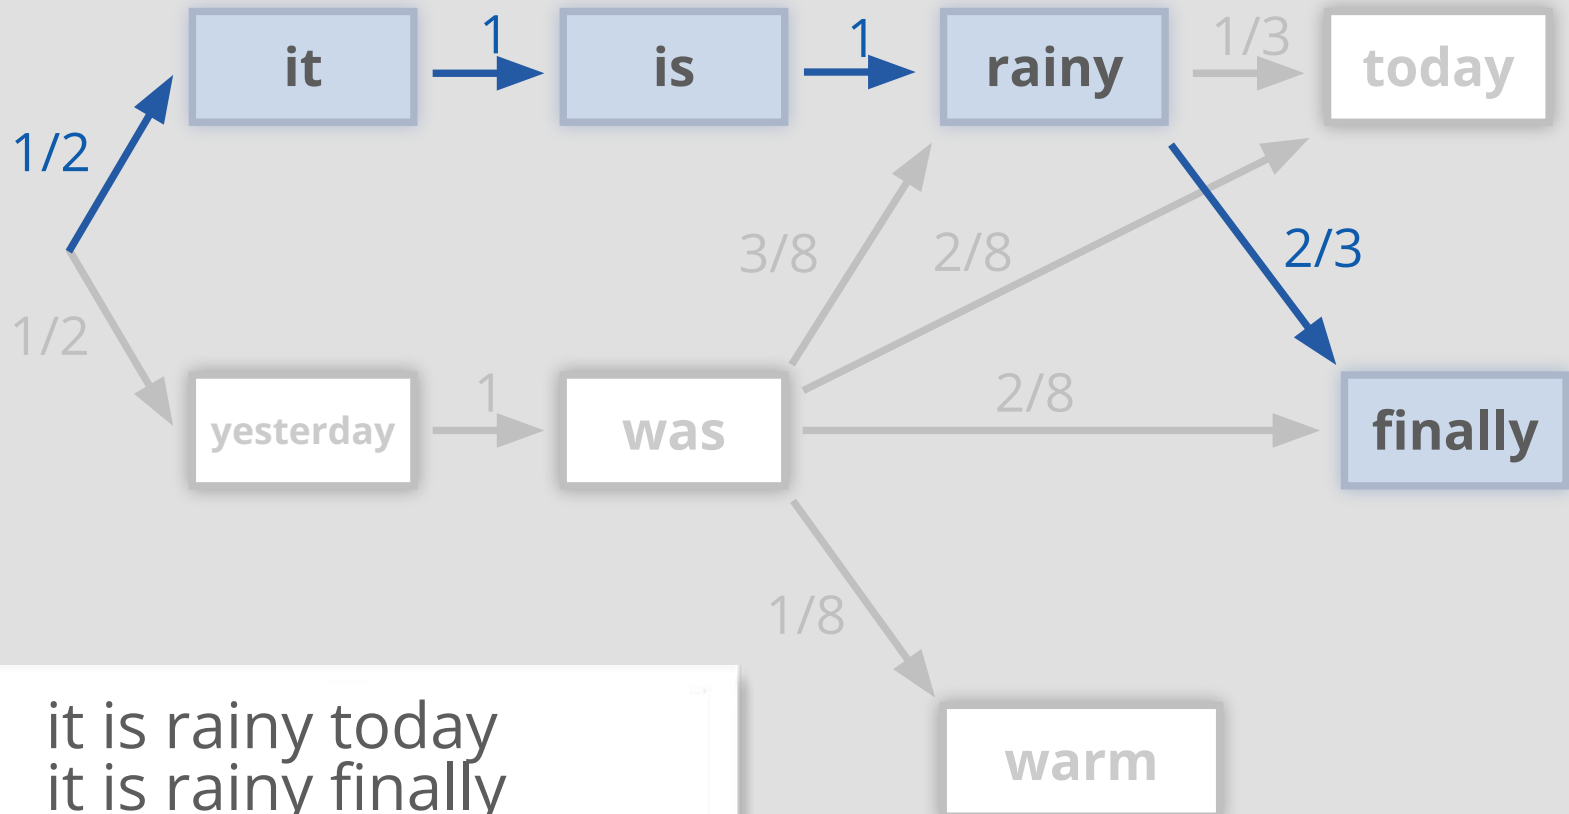 1 1 1/3
it is rainy today
1/2
3/8 2/8 2/3
1/2
1 2/8
yesterday was finally
1/8
it is rainy today
it is rainy finally
warm